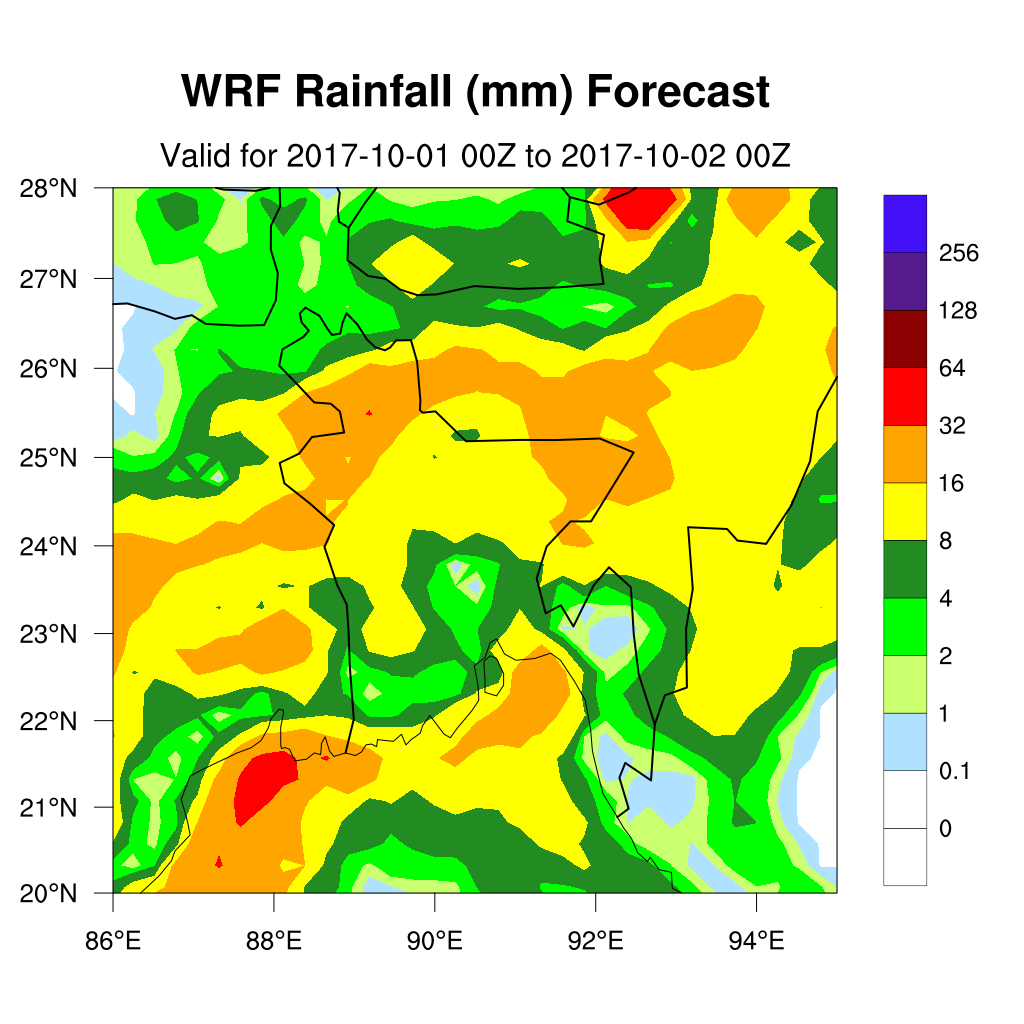 WRF Rainfall (mm) Forecast
Valid for 2017-10-01 00Z to 2017-10-02 00Z
28°N
27°N
26°N
25°N
24°N
23°N
22°N
21°N
20°N
86°E 88°E 90°E 92°E 94°E
256
128
64
32
16
8
4
2
1
0.1
0